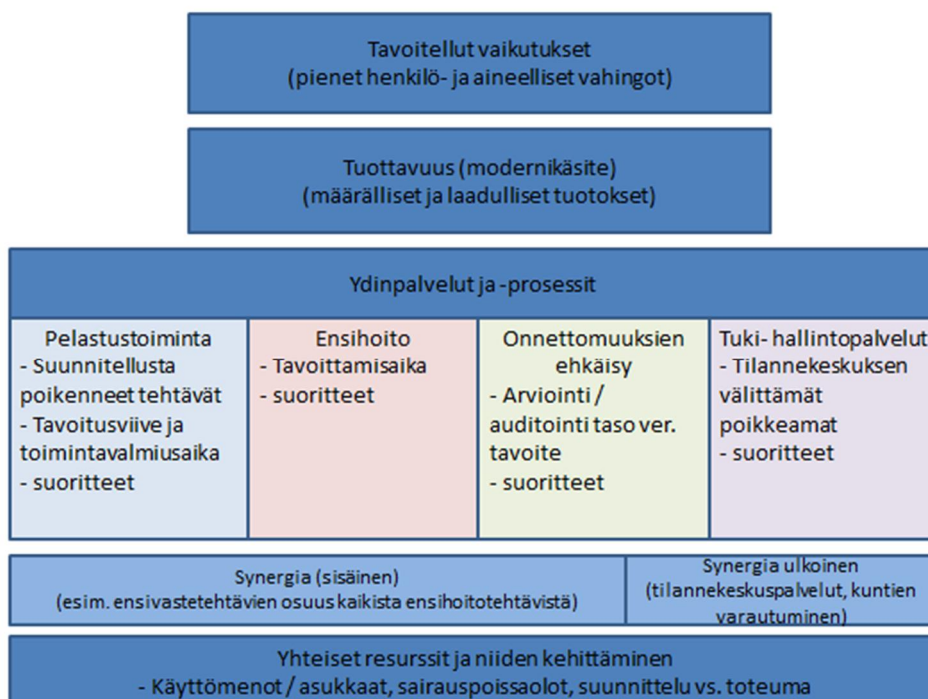 Tavoitellut vaikutukset
(pienet henkilö- ja aineelliset vahingot)
Tuottavuus (modernikäsite)
(määrälliset ja laadulliset tuotokset)
Ydinpalvelut ja -prosessit
Pelastustoiminta
- Suunnitellusta
poikenneet tehtävät
- Tavoitusviive ja
toimintavalmiusaika
- suoritteet
Ensihoito
- Tavoittamisaika
- suoritteet
Onnettomuuksien
ehkäisy
- Arviointi /
auditointi taso ver.
tavoite
- suoritteet
Tuki- hallintopalvelut
- Tilannekeskuksen
välittämät
poikkeamat
- suoritteet
Synergia (sisäinen)
(esim. ensivastetehtävien osuus kaikista ensihoitotehtävistä)
Synergia ulkoinen
(tilannekeskuspalvelut, kuntien
varautuminen)
Yhteiset resurssit ja niiden kehittäminen
- Käyttömenot / asukkaat, sairauspoissaolot, suunnittelu vs. toteuma